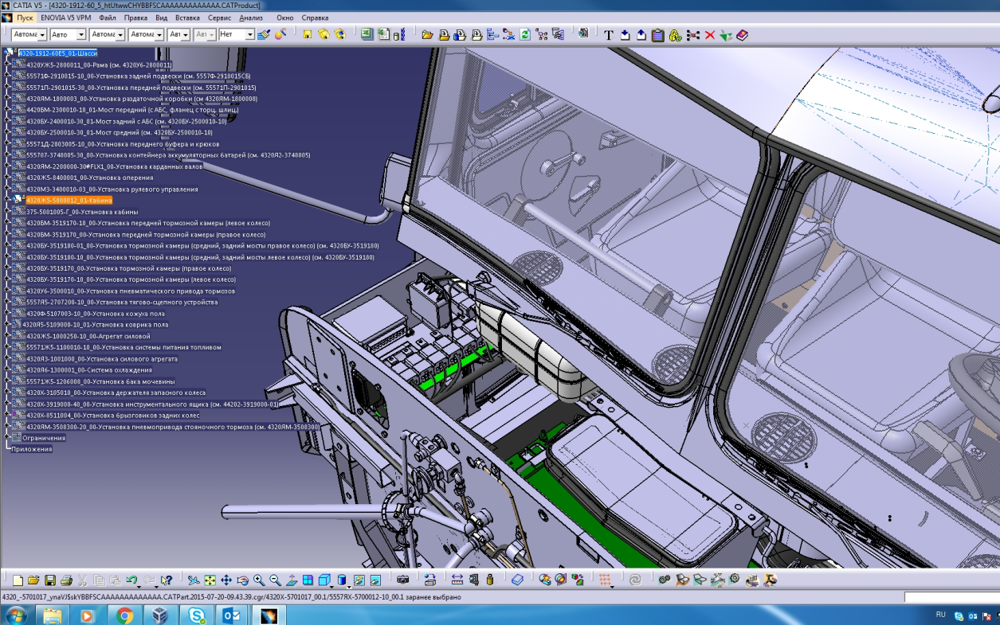 CATIA V5 - [4320-1912-60_5_htUtwwCHYBBFSCAAAAAAAAAAAAA.CATProduct]
Пуск ENOVIA V5 VPM Файл Правка Вид Вставка Сервис Анализ Окно Справка
Автома Авто Автома Автома Авт Авт Нет
4320-1912-60Е5_01-Шасси
4320УЖ5-2800011_00-Рама (см. 4320У6-2800011)
55571Ф-2910015-10_00-Установка задней подвески (см. 5557Ф-2910015СБ)
55571П-2901015-30_00-Установка передней подвески (см. 55571П-2901015)
4320ЯМ-1800003_00-Установка раздаточной коробки (см 4320ЯМ-1800008)
4420БМ-2300010-10_01-Мост передний (с АБС, фланец с торц. шлиц)
4320БУ-2400010-30_01-Мост задний с АБС (см. 4320БУ-2500010-10)
4320БУ-2500010-30_01-Мост средний (см. 4320БУ-2500010-10)
55571Д-2803005-10_00-Установка переднего буфера и крюков
555707-3748005-30_00-Установка контейнера аккумуляторных батарей (см. 4320Я2-3748005)
4320ЯМ-2200000-30#FLX1_00-Установка карданных валов
4320Ж5-8400001_00-Установка оперения
4320М3-3400010-03_00-Установка рулевого управления
4320Ж5-5000012_01-Кабина
375-5001005-Г_00-Установка кабины
4320БМ-3519170-10_00-Установка передней тормозной камеры (левое колесо)
4320БМ-3519170_00-Установка передней тормозной камеры (правое колесо)
4320БУ-3519180-01_00-Установка тормозной камеры (средний, задний мосты правое колесо) (см. 4320БУ-3519180)
4320БУ-3519180-10_00-Установка тормозной камеры (средний, задний мосты левое колесо) (см. 4320БУ-3519180)
4320БУ-3519170_00-Установка тормозной камеры (правое колесо)
4320БУ-3519170-10_00-Установка тормозной камеры (левое колесо)
4320У6-3500010_00-Установка пневматического привода тормозов
5557Я5-2707200-10_00-Установка тягово-сцепного устройства
4320Ф-5107003-10_00-Установка кожуха пола
4320Я5-5109000-10_01-Установка коврика пола
4320Ж5-1000250-10_00-Агрегат силовой
55571Ж5-1100010-10_00-Установка системы питания топливом
4320Я3-1001000_00-Установка силового агрегата
4320Я6-1300001_00-Система охлаждения
55571Ж5-1206008_00-Установка бака мочевины
4320Х-3105010_00-Установка держателя запасного колеса
4320Х-3919000-40_00-Установка инструментального ящика (см. 44202-3919000-01)
4320Х-8511004_00-Установка брызговиков задних колес
4320ЯМ-3508300-20_00-Установка пневмопривода стояночного тормоза (см. 4320ЯМ-3508300)
Ограничения
Приложения
4320_-5701017_ynaVJSskYBBFSCAAAAAAAAAAAAA.CATPart.2015-07-20-09.43.39.cgr/4320Х-5701017_00.1/5557ЯХ-5700012-10_00.1 заранее выбрано
RU